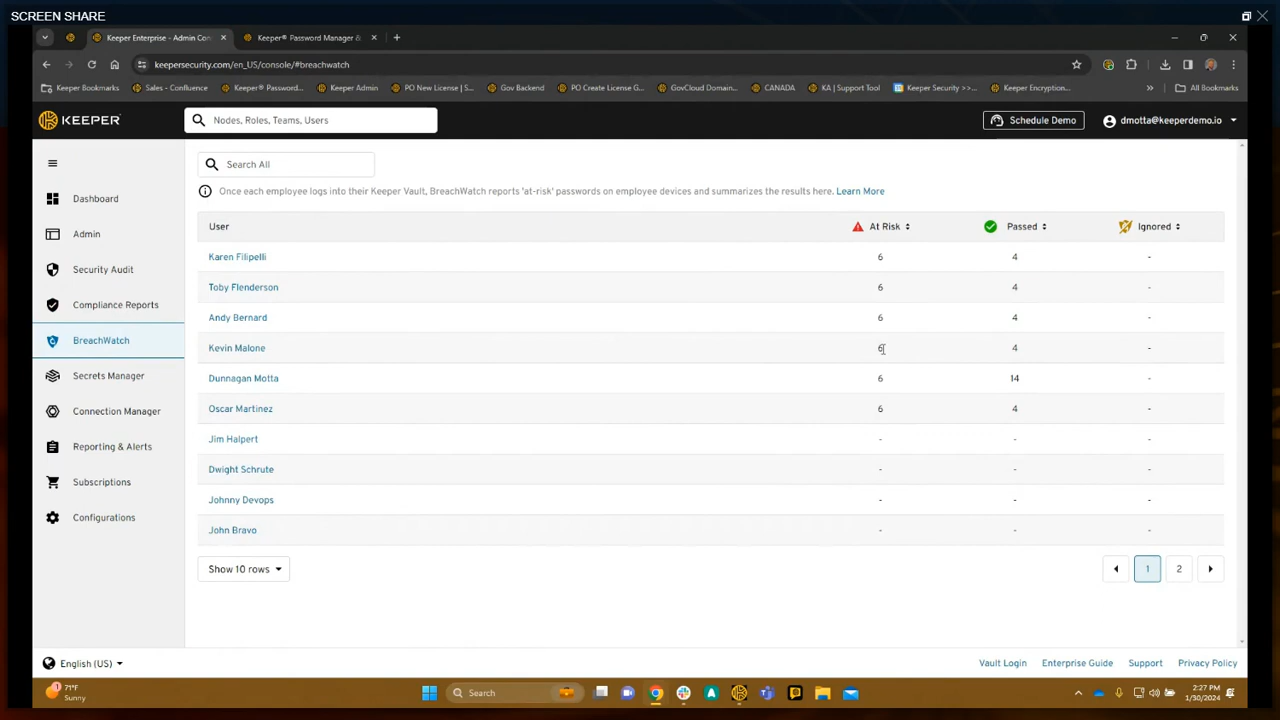 SCREEN SHARE
Keeper Enterprise - Admin Con
Keeper® Password Manager &
keepersecurity.com/en_US/console/#breachwatch
Keeper Bookmarks
Sales - Confluence
Keeper® Password...
Keeper Admin
PO New License | S...
Gov Backend
PO Create License G...
GovCloud Domain...
CANADA
KA | Support Tool
Keeper Security >>...
Keeper Encryption...
All Bookmarks
KEEPER
Nodes, Roles, Teams, Users
Schedule Demo
dmotta@keeperdemo.io
Search All
Once each employee logs into their Keeper Vault, BreachWatch reports 'at-risk' passwords on employee devices and summarizes the results here. Learn More
Dashboard
Admin
Security Audit
Compliance Reports
BreachWatch
Secrets Manager
Connection Manager
Reporting & Alerts
Subscriptions
Configurations
User At Risk Passed Ignored
Karen Filipelli 6 4 -
Toby Flenderson 6 4 -
Andy Bernard 6 4 -
Kevin Malone 6 4 -
Dunnagan Motta 6 14 -
Oscar Martinez 6 4 -
Jim Halpert - - -
Dwight Schrute - - -
Johnny Devops - - -
John Bravo - - -
Show 10 rows
1 2
English (US)
Vault Login Enterprise Guide Support Privacy Policy
1
71°F
Sunny
Search
2:27 PM
1/30/2024